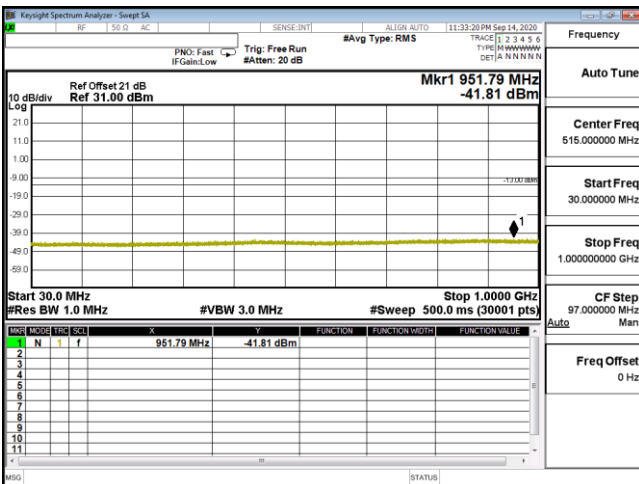 Keysight Spectrum Analyzer - Swept SA
RF 50 Ω AC SENSE:INT ALIGN AUTO 11:33:20 PM Sep 14, 2020
#Avg Type: RMS TRACE 1 2 3 4 5 6
PNO: Fast Trig: Free Run TYPE M WWWWW
IFGain:Low #Atten: 20 dB DET A N N N N N
Frequency
Auto Tune
Center Freq
515.000000 MHz
Start Freq
30.000000 MHz
Stop Freq
1.000000000 GHz
CF Step
97.000000 MHz
Auto Man
Freq Offset
0 Hz
Mkr1 951.79 MHz
-41.81 dBm
Ref Offset 21 dB
10 dB/div Ref 31.00 dBm
Log
21.0
11.0
1.00
-9.00
-13.00 dBm
-19.0
-29.0
1
-39.0
-49.0
-59.0
Start 30.0 MHz Stop 1.0000 GHz
#Res BW 1.0 MHz #VBW 3.0 MHz #Sweep 500.0 ms (30001 pts)
MKR MODE TRC SCL X Y FUNCTION FUNCTION WIDTH FUNCTION VALUE
1 N 1 f 951.79 MHz -41.81 dBm
2
3
4
5
6
7
8
9
10
11
MSG STATUS